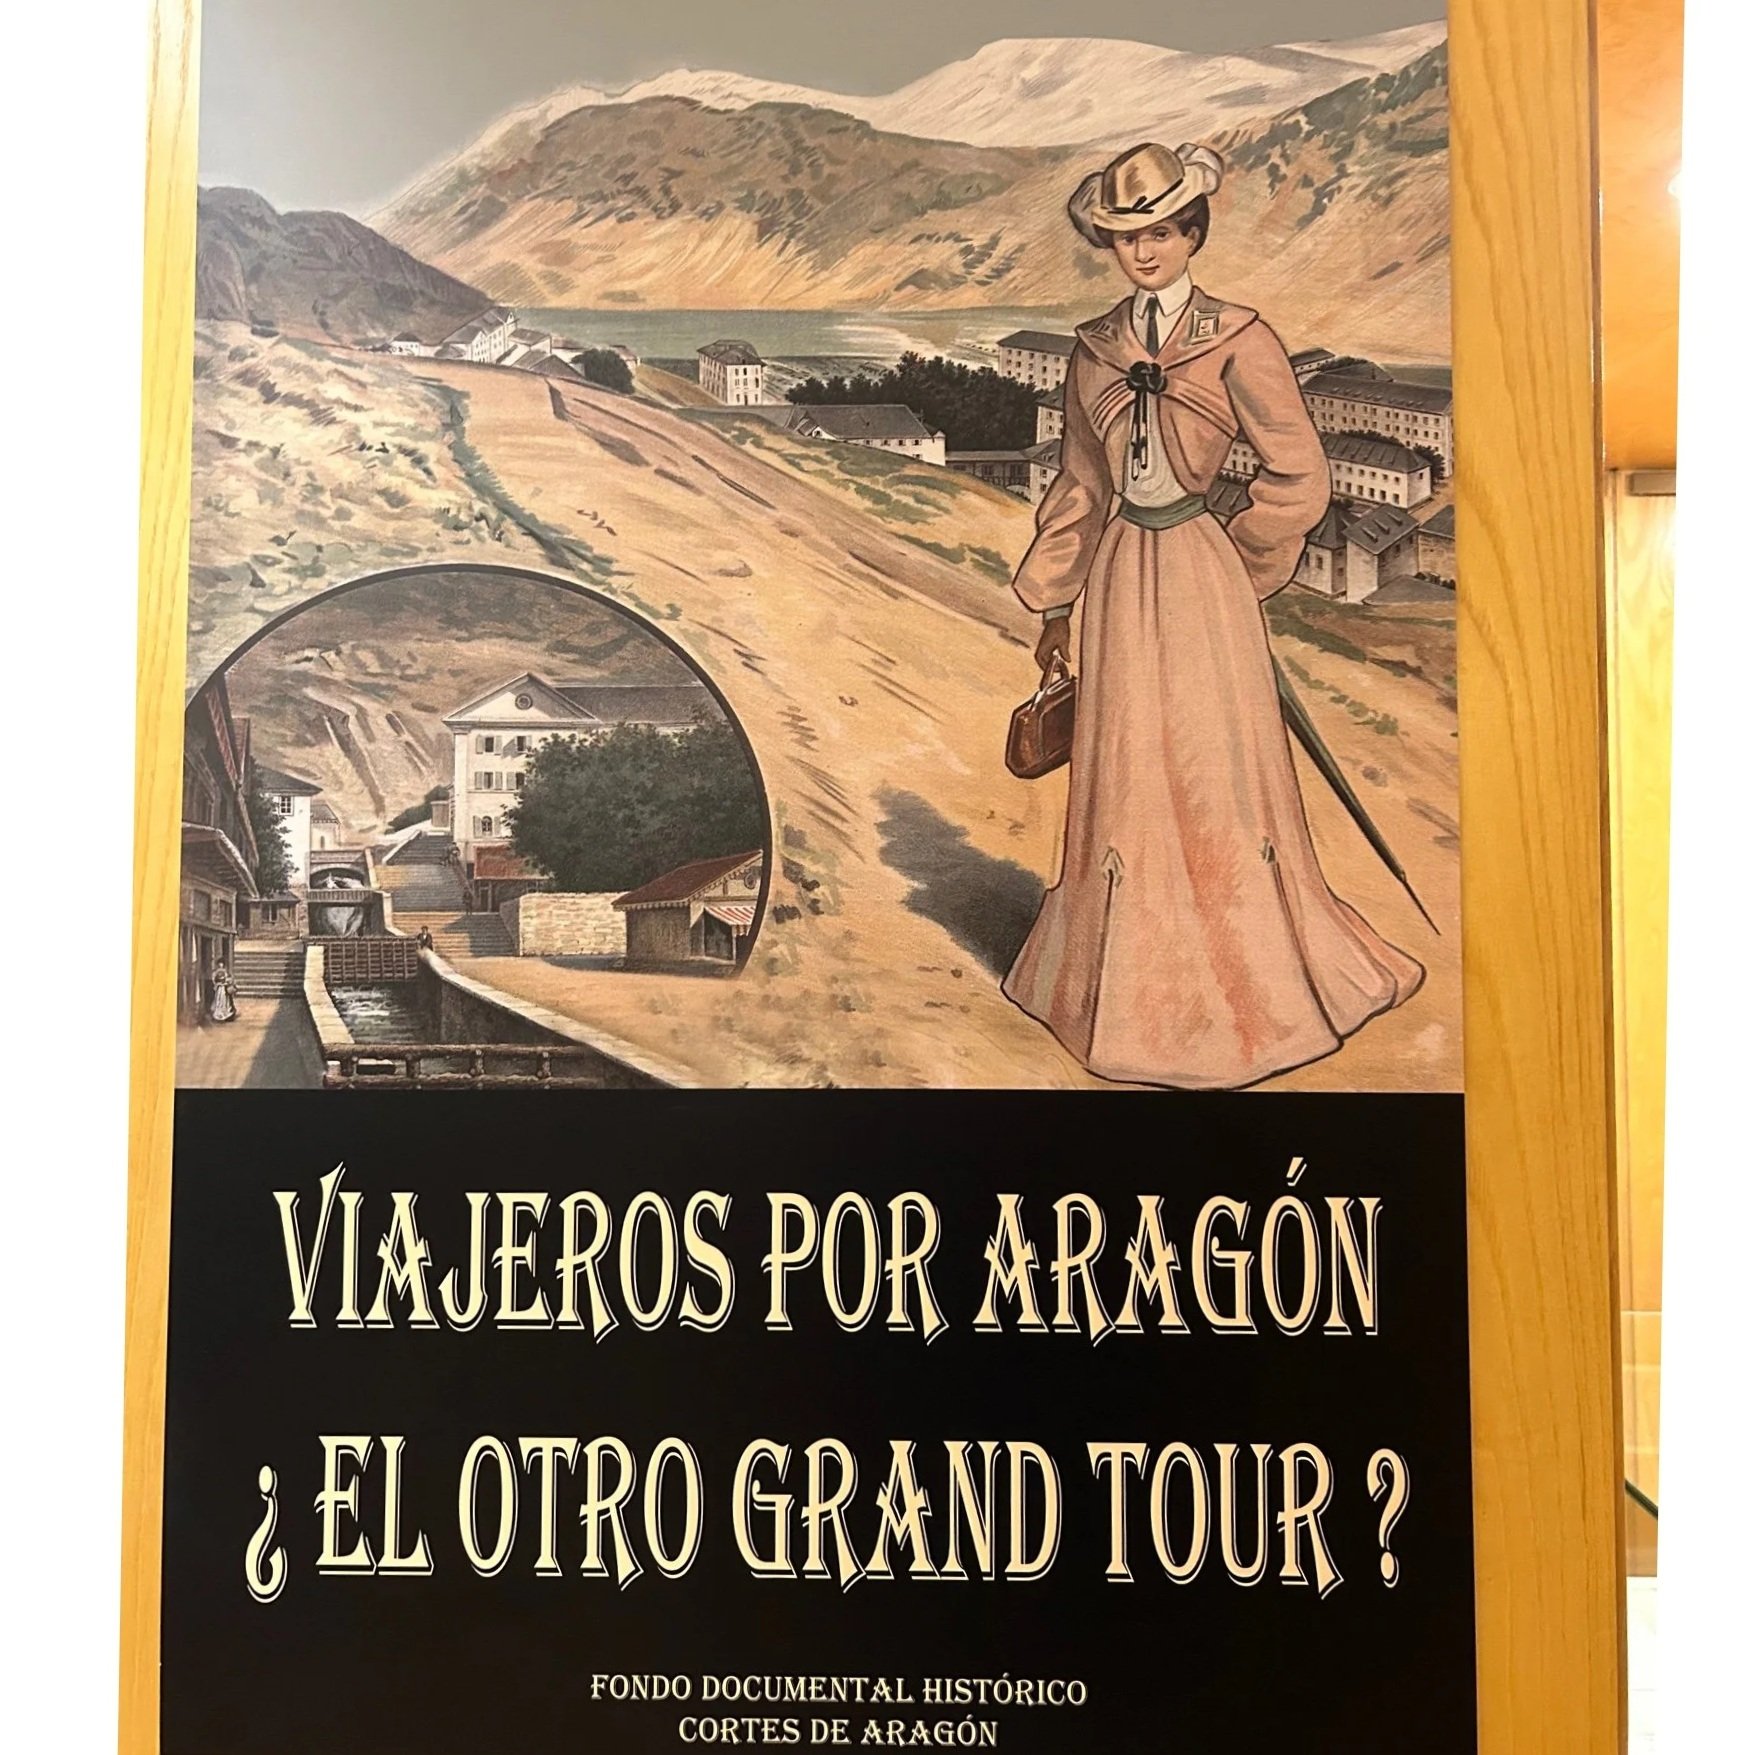 VIAJEROS POR ARAGÓN
¿ EL OTRO GRAND TOUR ?
FONDO DOCUMENTAL HISTÓRICO
CORTES DE ARAGÓN